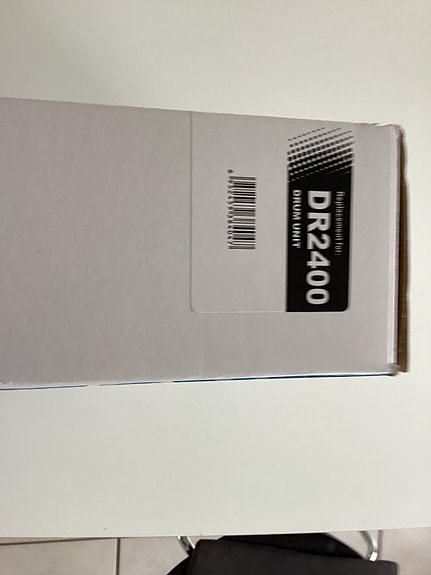 Replacement For:
DR2400
DRUM UNIT